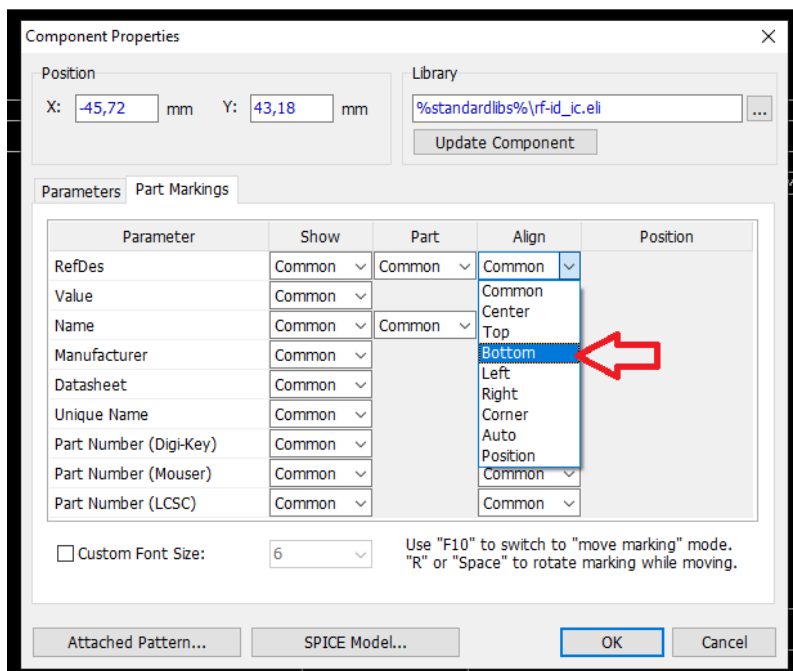 Component Properties
Position
Library
X: -45,72 mm Y: 43,18 mm
%standardlibs%\rf-id_ic.eli ...
Update Component
Parameters Part Markings
Parameter Show Part Align Position
RefDes Common Common Common
Value Common
Name Common Common
Manufacturer Common
Datasheet Common
Unique Name Common
Part Number (Digi-Key) Common
Part Number (Mouser) Common Common
Part Number (LCSC) Common Common
Common
Center
Top
Bottom
Left
Right
Corner
Auto
Position
Custom Font Size: 6
Use "F10" to switch to "move marking" mode.
"R" or "Space" to rotate marking while moving.
Attached Pattern... SPICE Model... OK Cancel